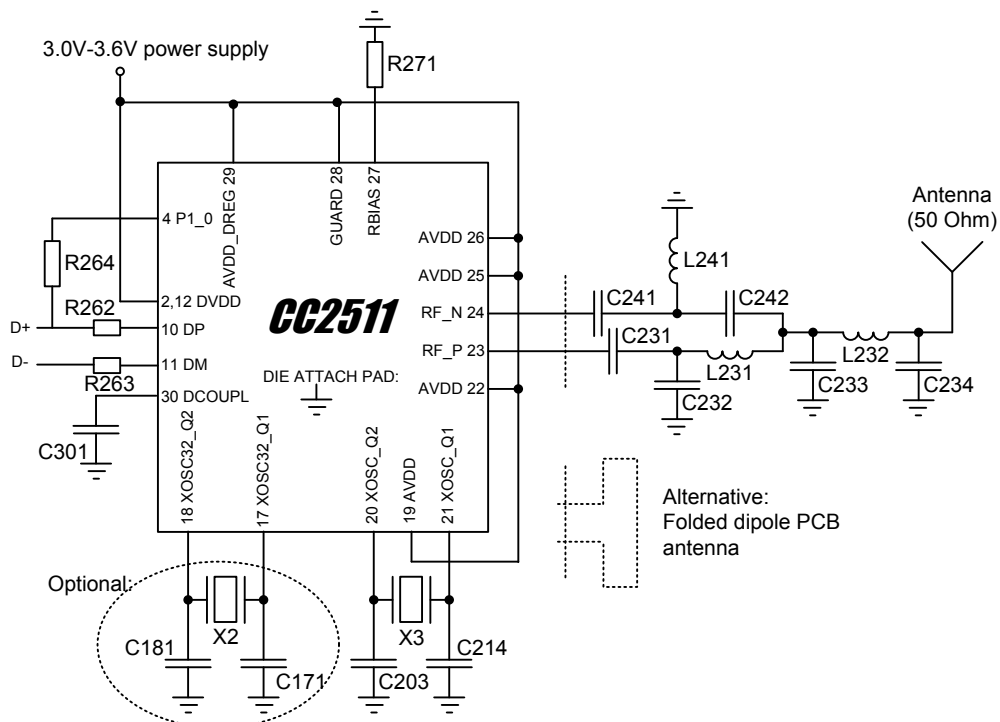 3.0V-3.6V power supply
R271
AVDD_DREG 29
GUARD 28
RBIAS 27
4 P1_0
R264
AVDD 26
AVDD 25
RF_N 24
RF_P 23
AVDD 22
2,12 DVDD
R262
D+
10 DP
D-
11 DM
R263
30 DCOUPL
C301
CC2511
DIE ATTACH PAD:
18 XOSC32_Q2
17 XOSC32_Q1
20 XOSC_Q2
19 AVDD
21 XOSC_Q1
Antenna
(50 Ohm)
L241
C241
C242
C231
L231
C232
C233
L232
C234
Alternative:
Folded dipole PCB
antenna
Optional:
X2
C181
C171
X3
C203
C214